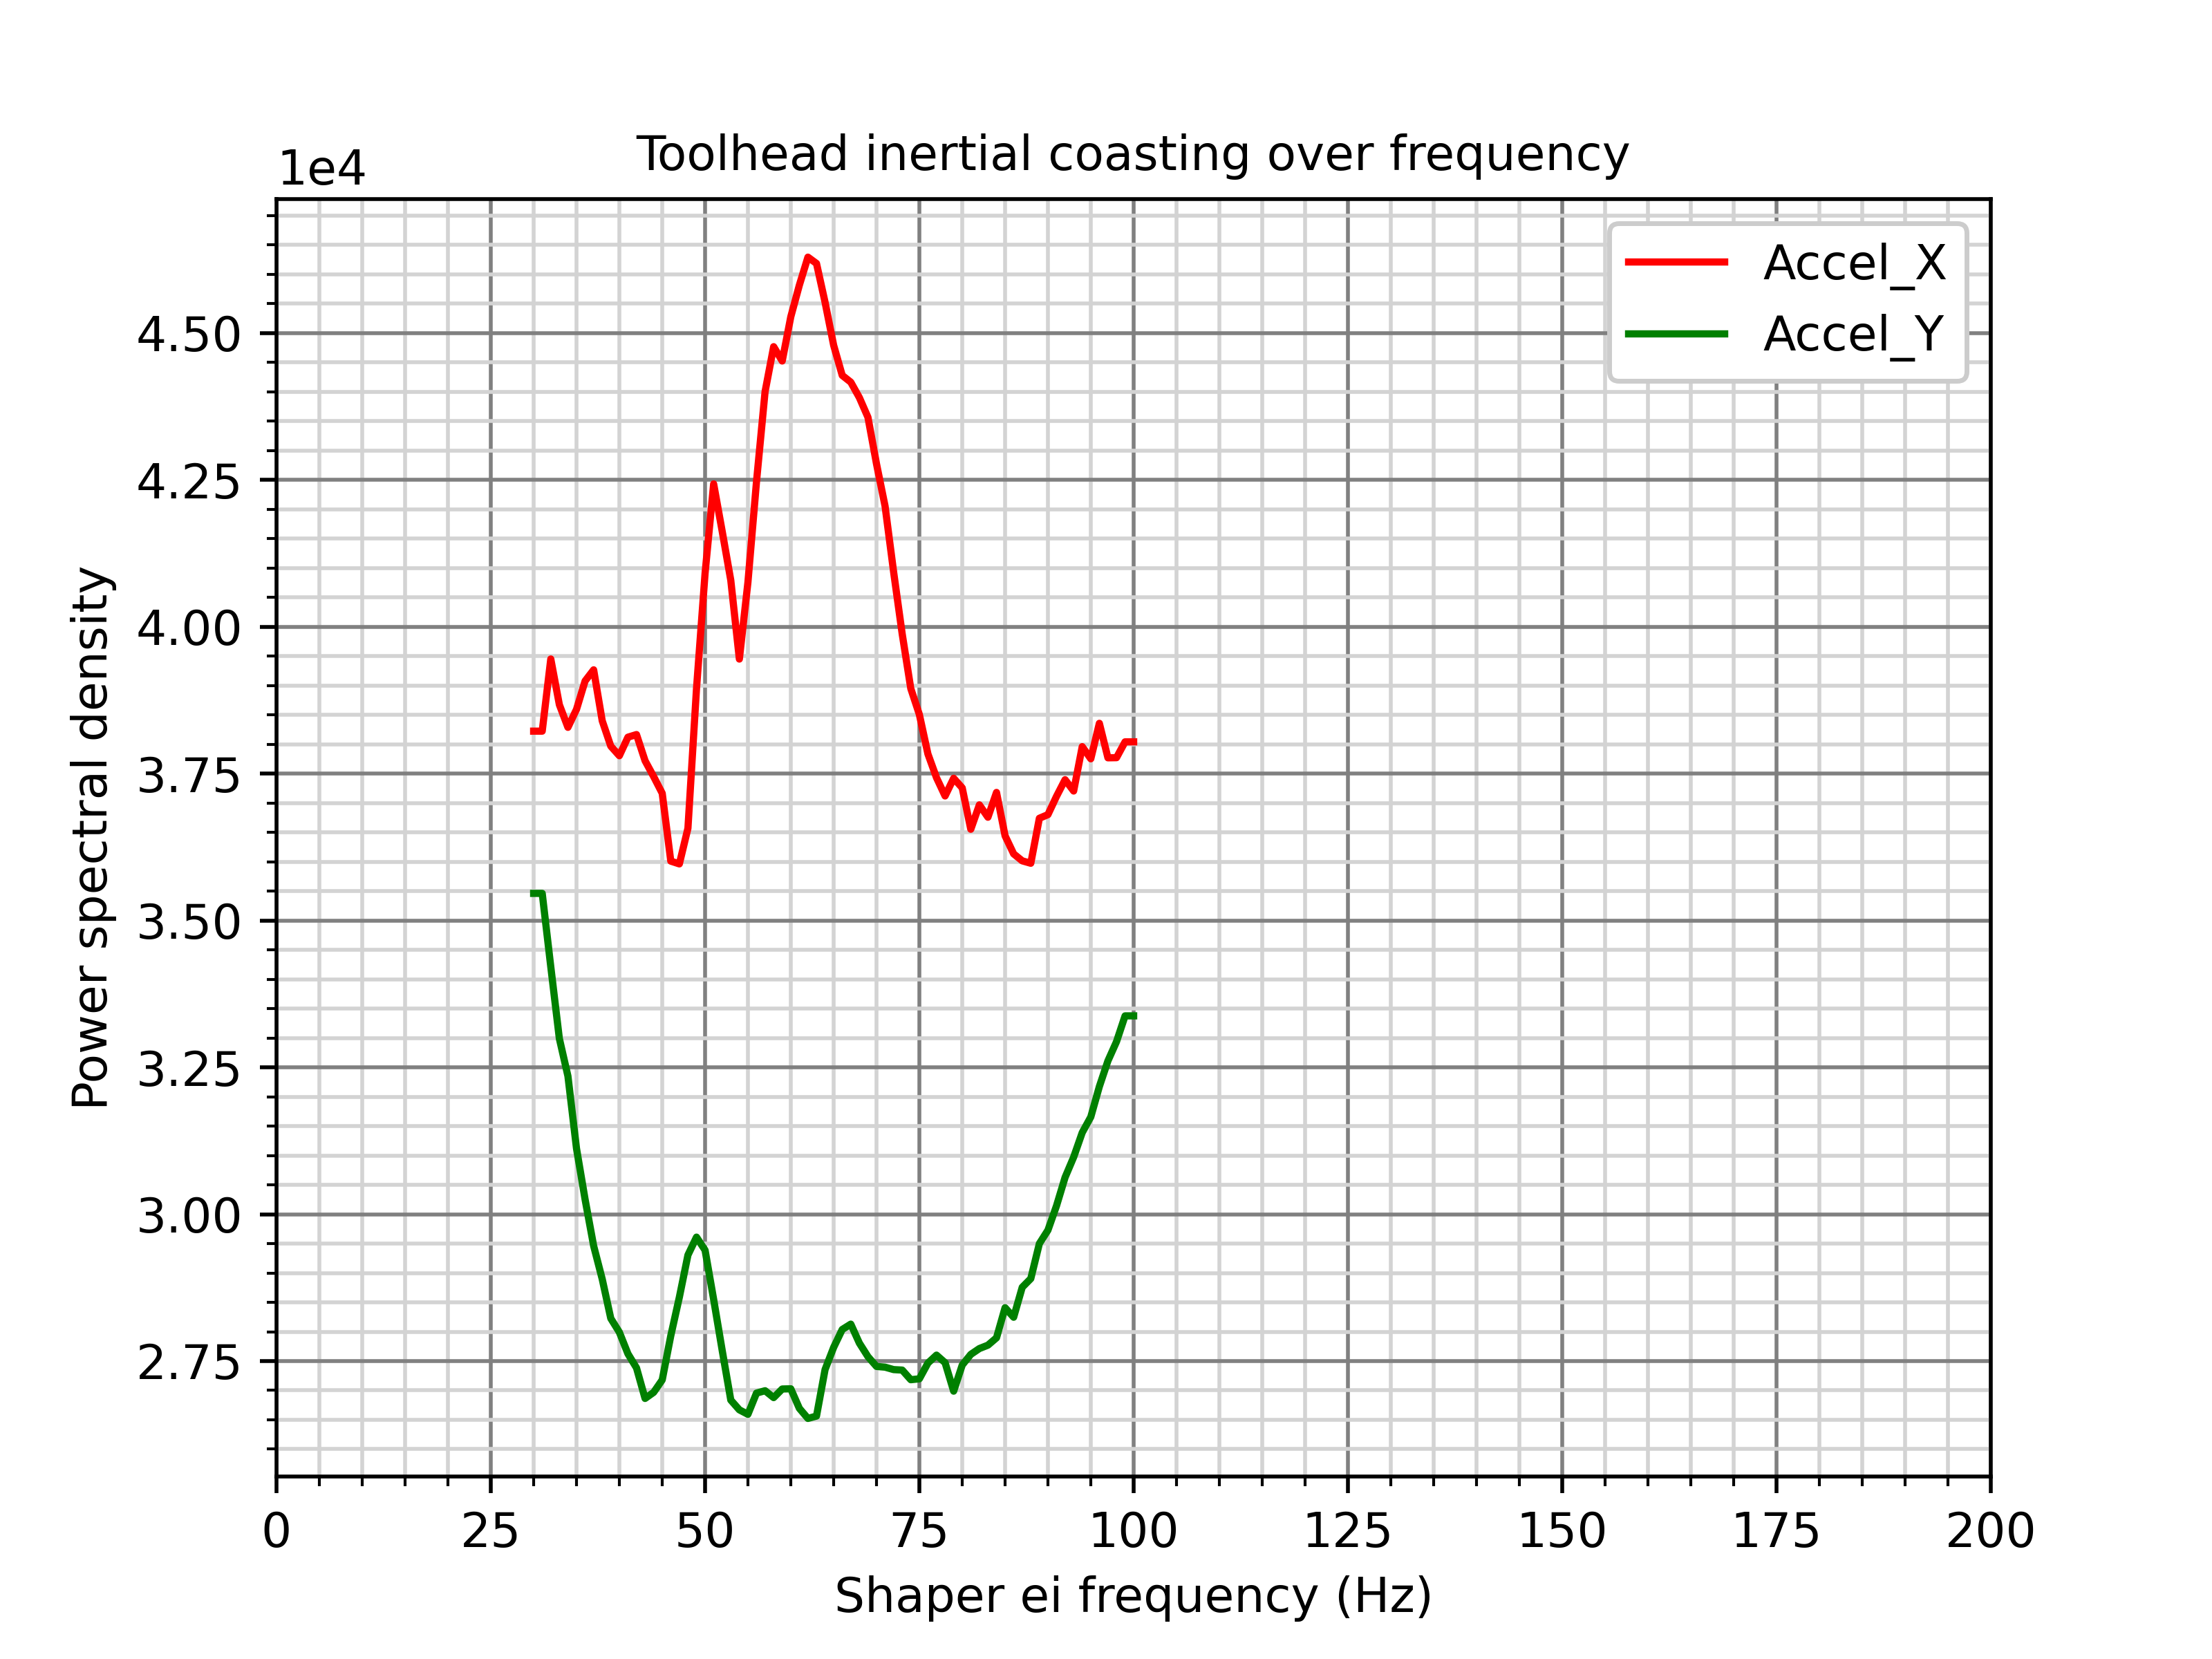 Toolhead inertial coasting over frequency
1e4
Accel_X
Accel_Y
4.50
4.25
4.00
3.75
3.50
3.25
3.00
2.75
Power spectral density
0 25 50 75 100 125 150 175 200
Shaper ei frequency (Hz)